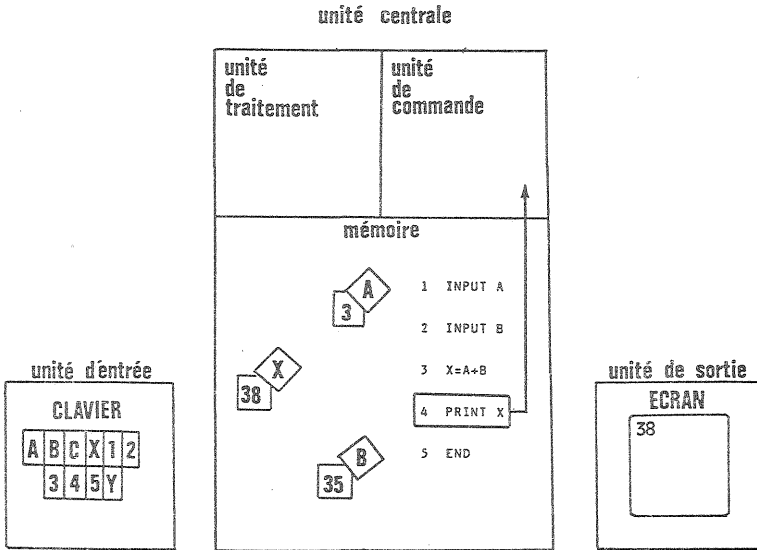 unité centrale
unité
de
traitement
unité
de
commande
mémoire
A
3
X
38
B
35
1 INPUT A
2 INPUT B
3 X=A+B
4 PRINT X
5 END
unité d'entrée
CLAVIER
A B C X 1 2
3 4 5 Y
unité de sortie
ECRAN
38